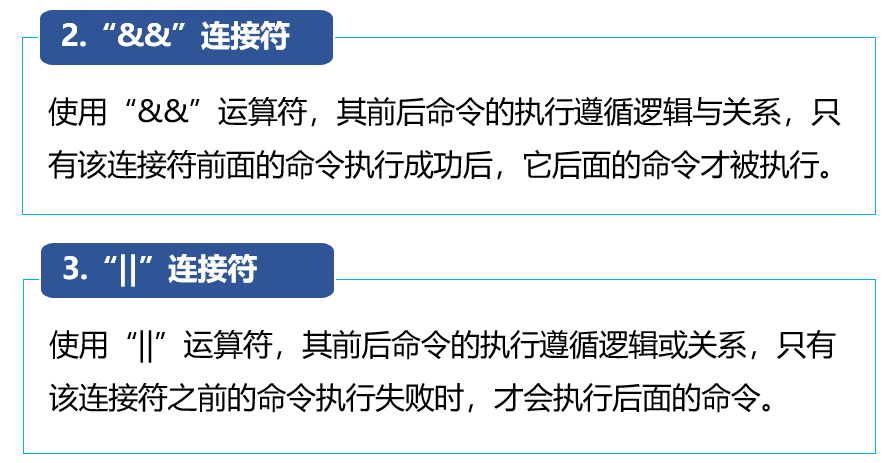 2.“&&”连接符
使用“&&”运算符，其前后命令的执行遵循逻辑与关系，只
有该连接符前面的命令执行成功后，它后面的命令才被执行。
3.“||”连接符
使用“||”运算符，其前后命令的执行遵循逻辑或关系，只有
该连接符之前的命令执行失败时，才会执行后面的命令。